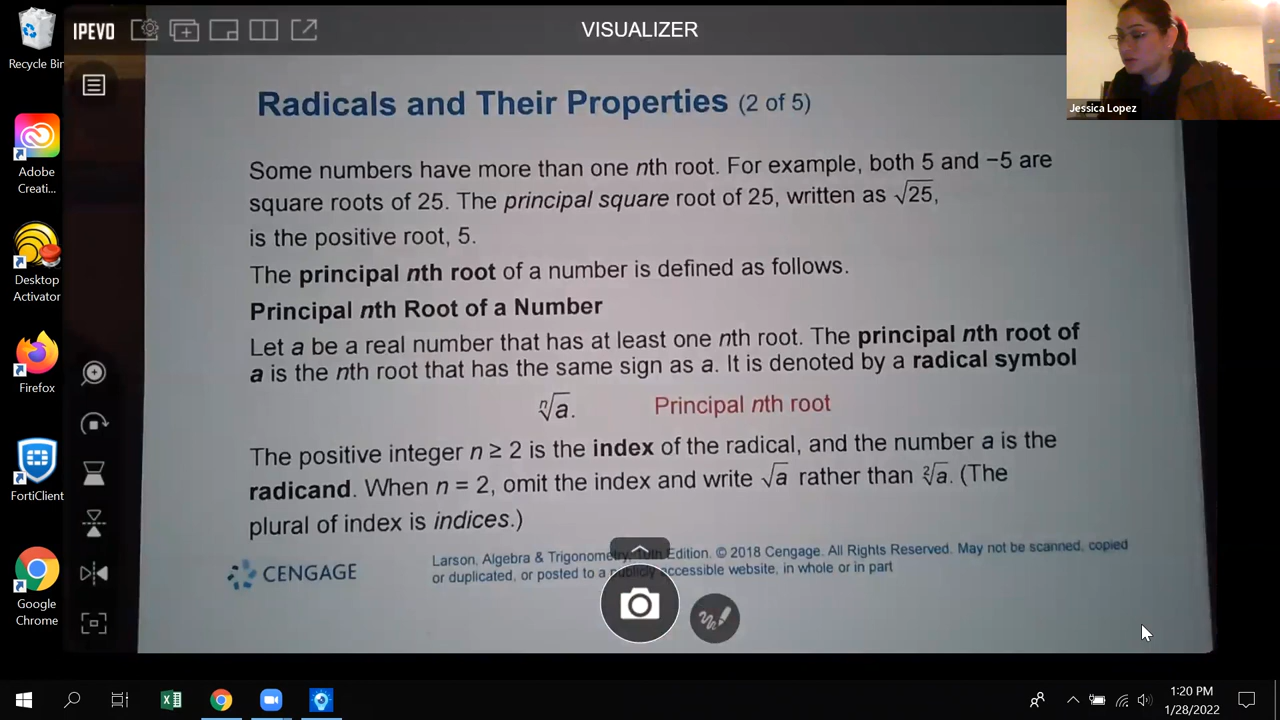 IPEVO
VISUALIZER
Recycle Bin
Adobe
Creati...
Desktop
Activator
Firefox
FortiClient
Google
Chrome
Jessica Lopez
Radicals and Their Properties (2 of 5)
Some numbers have more than one nth root. For example, both 5 and −5 are
square roots of 25. The principal square root of 25, written as √25,
is the positive root, 5.
The principal nth root of a number is defined as follows.
Principal nth Root of a Number
Let a be a real number that has at least one nth root. The principal nth root of
a is the nth root that has the same sign as a. It is denoted by a radical symbol
ⁿ√a. Principal nth root
The positive integer n ≥ 2 is the index of the radical, and the number a is the
radicand. When n = 2, omit the index and write √a rather than ²√a. (The
plural of index is indices.)
CENGAGE
Larson, Algebra & Trigonometry, 10th Edition. © 2018 Cengage. All Rights Reserved. May not be scanned, copied
or duplicated, or posted to a publicly accessible website, in whole or in part
1:20 PM
1/28/2022